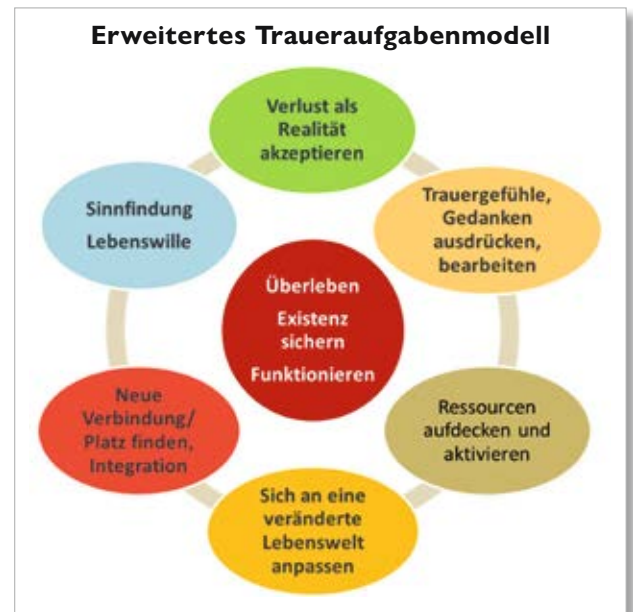 Erweitertes Traueraufgabenmodell
Verlust als
Realität
akzeptieren
Trauergefühle,
Gedanken
ausdrücken,
bearbeiten
Ressourcen
aufdecken und
aktivieren
Sich an eine
veränderte
Lebenswelt
anpassen
Neue
Verbindung/
Platz finden,
Integration
Sinnfindung
Lebenswille
Überleben
Existenz
sichern
Funktionieren